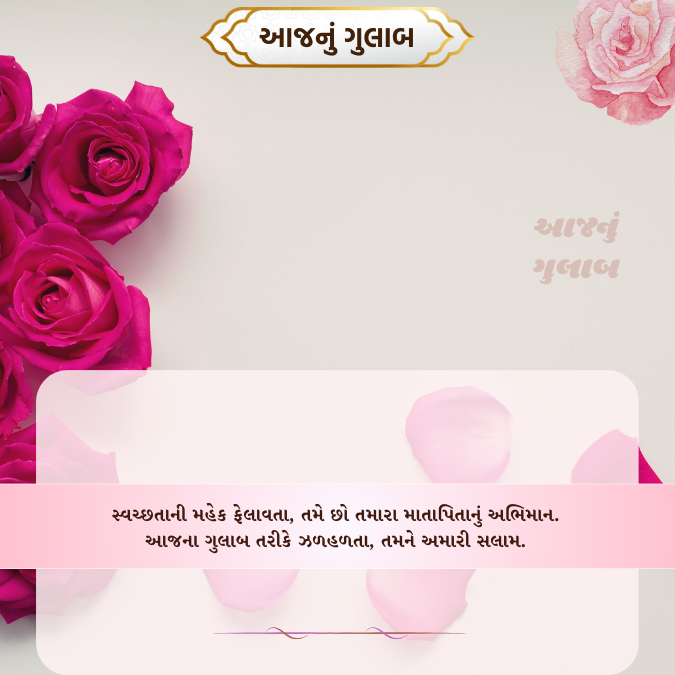 આજનું ગુલાબ
આજનું
ગુલાબ
સ્વચ્છતાની મહેક ફેલાવતા, તમે છો તમારા માતાપિતાનું અભિમાન.
આજના ગુલાબ તરીકે ઝળહળતા, તમને અમારી સલામ.